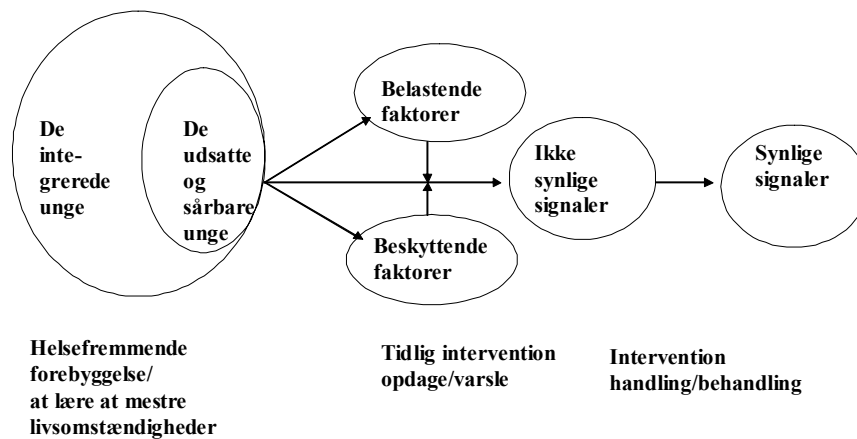 De
inte-
grerede
unge
De
udsatte
og
sårbare
unge
Belastende
faktorer
Beskyttende
faktorer
Ikke
synlige
signaler
Synlige
signaler
Helsefremmende
forebyggelse/
at lære at mestre
livsomstændigheder
Tidlig intervention
opdage/varsle
Intervention
handling/behandling